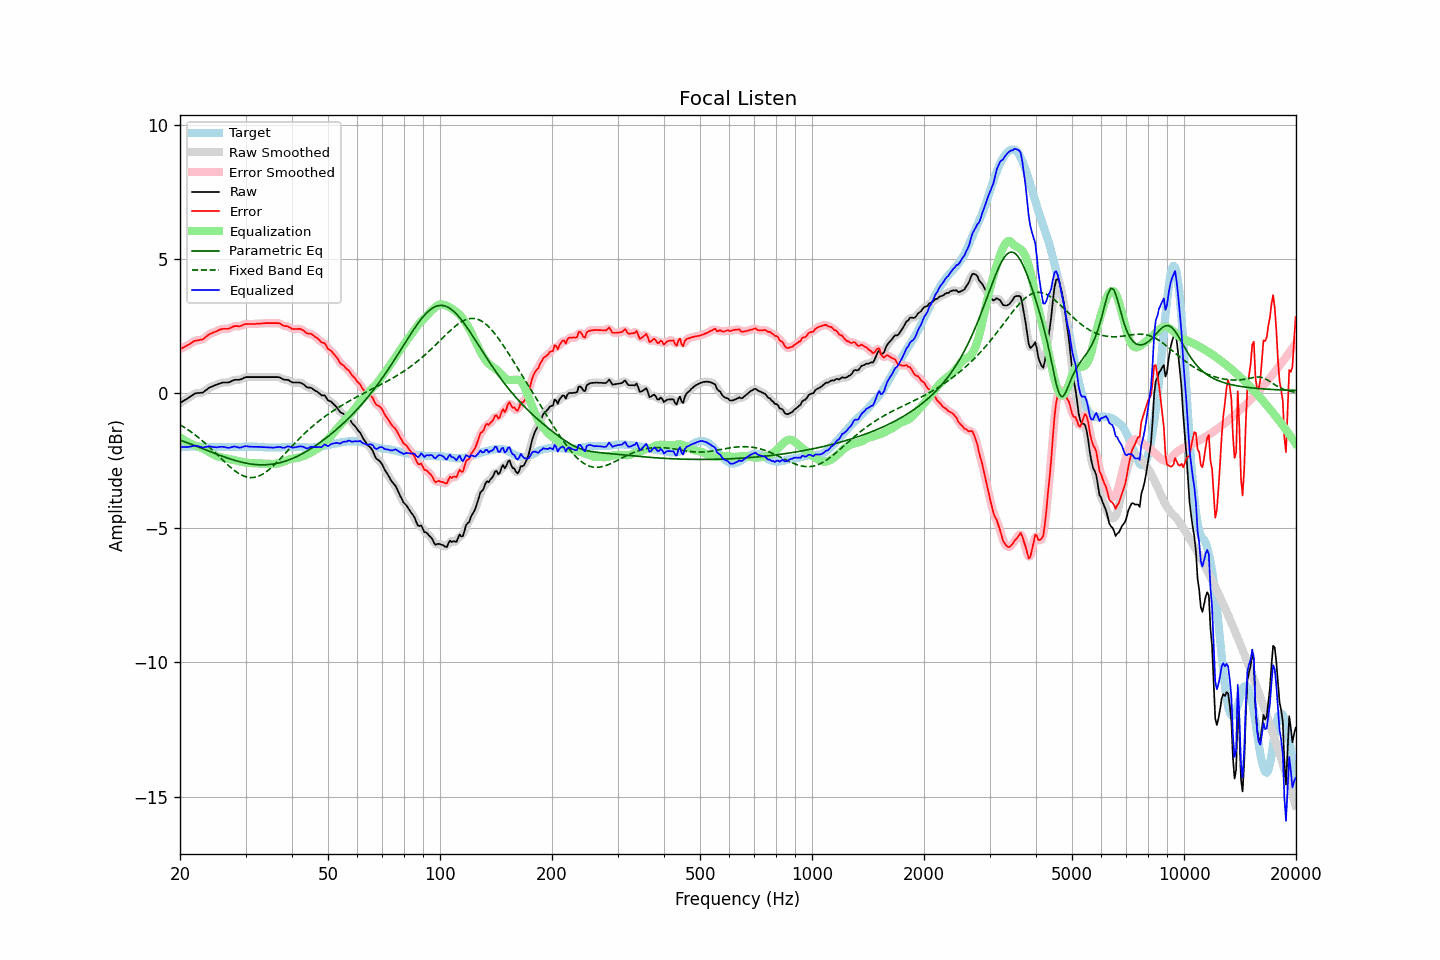 Focal Listen
Target
Raw Smoothed
Error Smoothed
Raw
Error
Equalization
Parametric Eq
Fixed Band Eq
Equalized
10
5
0
−5
−10
−15
Amplitude (dBr)
20
50
100
200
500
1000
2000
5000
10000
20000
Frequency (Hz)